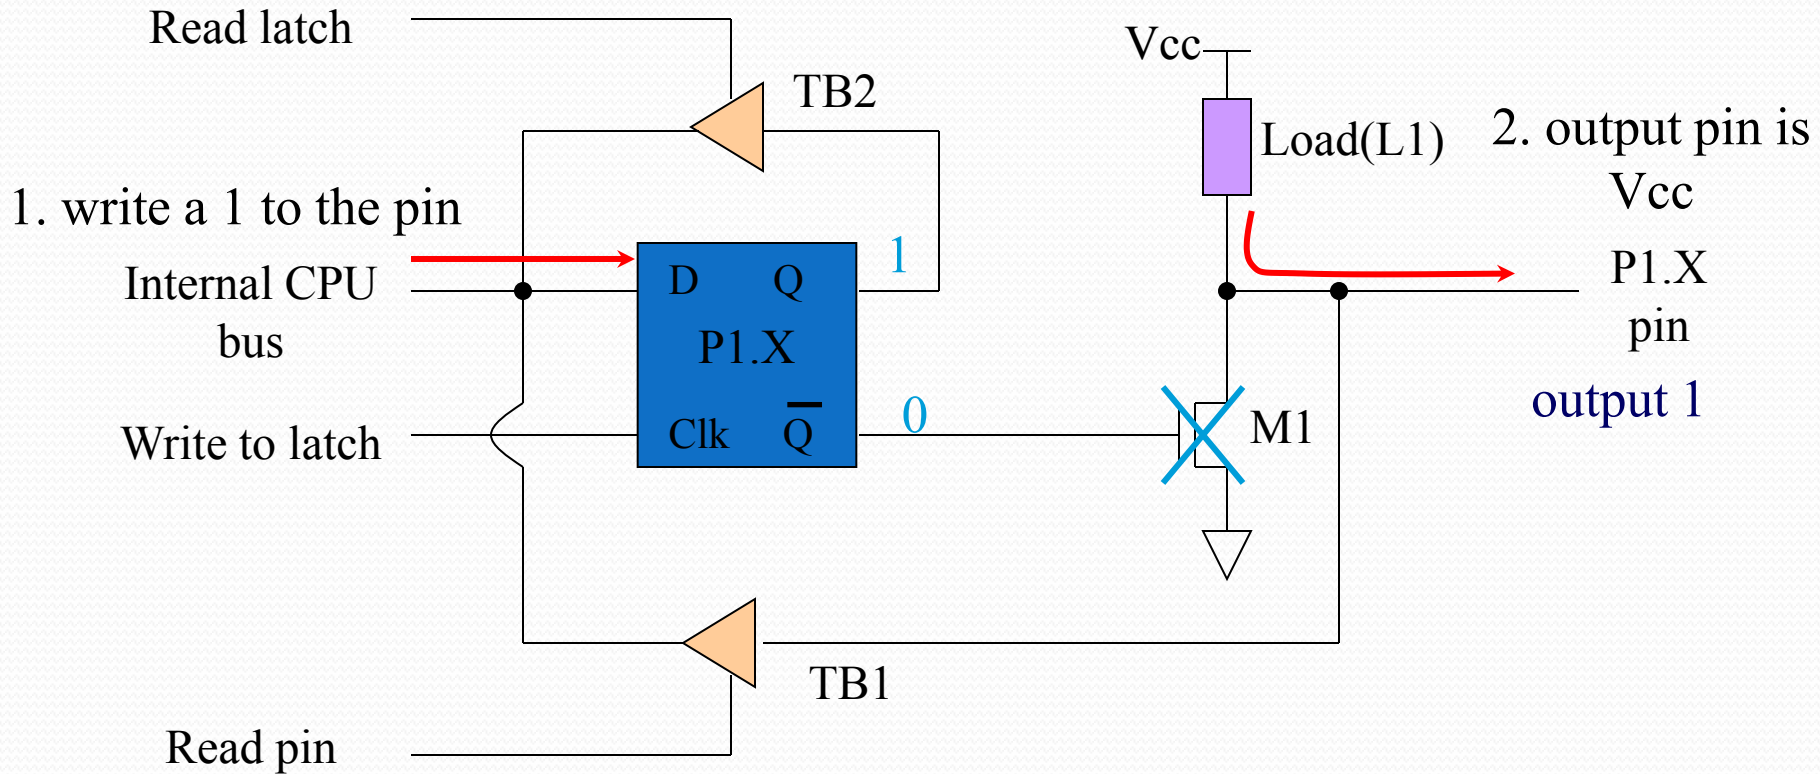 Read latch
TB2
Vcc
Load(L1)
2. output pin is
Vcc
1. write a 1 to the pin
Internal CPU
bus
D Q
1
P1.X
Clk Q̅
0
P1.X
pin
output 1
Write to latch
M1
TB1
Read pin